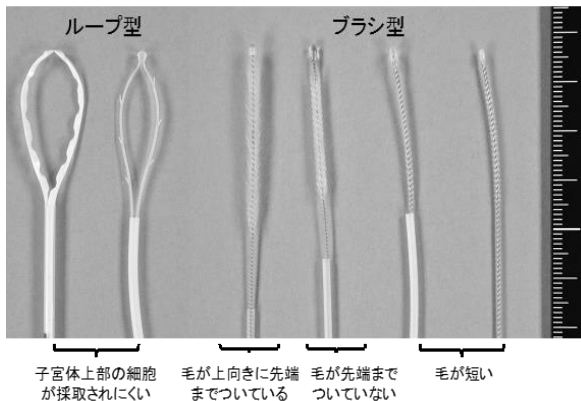 ループ型
ブラシ型
子宮体上部の細胞
が採取されにくい
毛が上向きに先端
までついている
毛が先端まで
ついていない
毛が短い